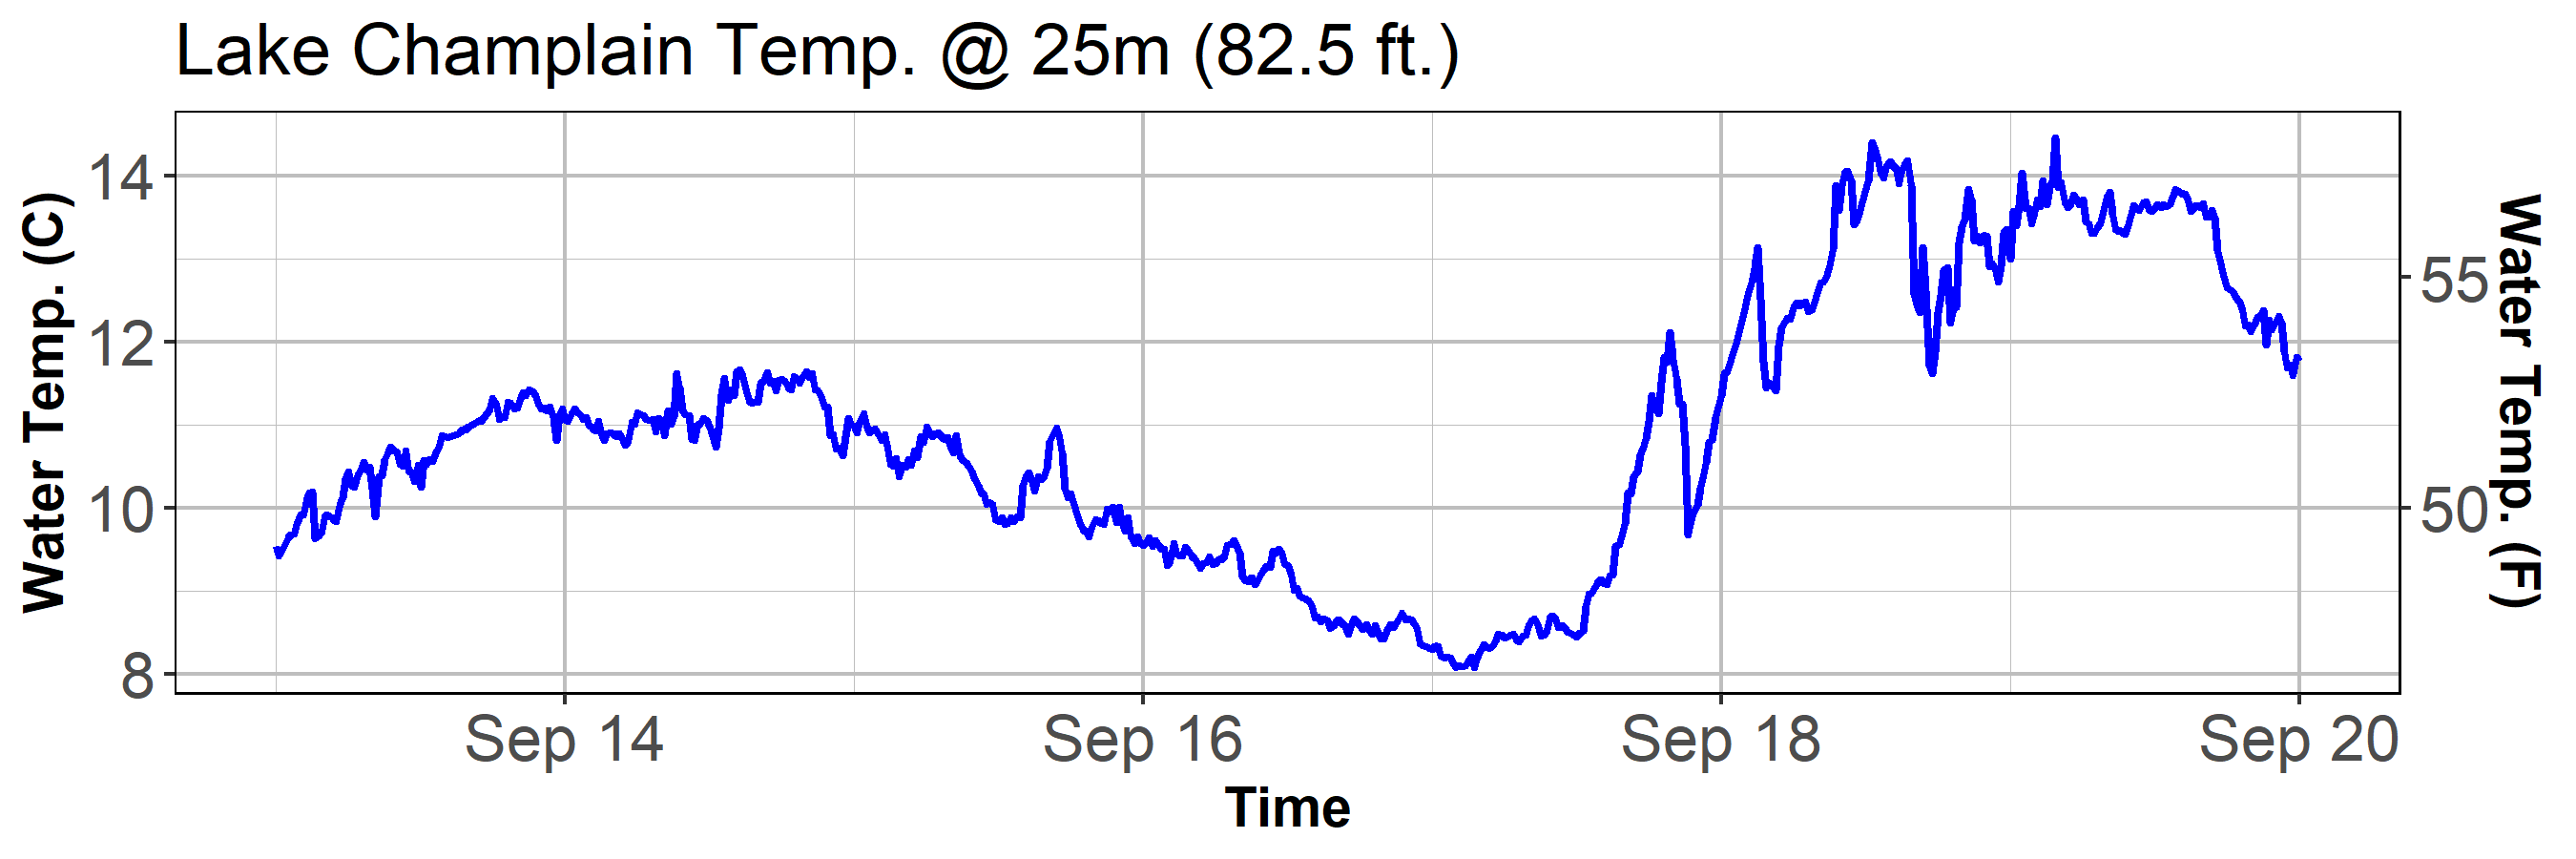 Lake Champlain Temp. @ 25m (82.5 ft.)
Water Temp. (C)
14
12
10
8
55
50
Water Temp. (F)
Sep 14
Sep 16
Sep 18
Sep 20
Time